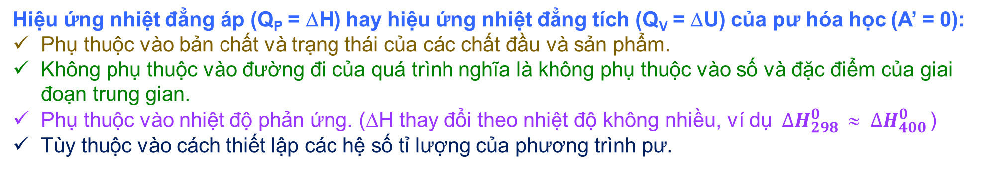 Hiệu ứng nhiệt đẳng áp (Q_P = ΔH) hay hiệu ứng nhiệt đẳng tích (Q_V = ΔU) của pư hóa học (A’ = 0):
✓ Phụ thuộc vào bản chất và trạng thái của các chất đầu và sản phẩm.
✓ Không phụ thuộc vào đường đi của quá trình nghĩa là không phụ thuộc vào số và đặc điểm của giai
đoạn trung gian.
✓ Phụ thuộc vào nhiệt độ phản ứng. (ΔH thay đổi theo nhiệt độ không nhiều, ví dụ ΔH⁰₂₉₈ ≈ ΔH⁰₄₀₀ )
✓ Tùy thuộc vào cách thiết lập các hệ số tỉ lượng của phương trình pư.